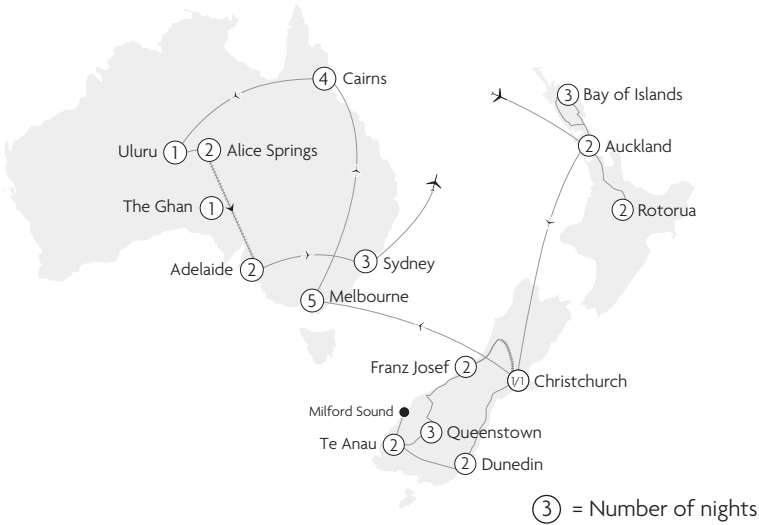 4 Cairns
3 Bay of Islands
Uluru 1
2 Alice Springs
2 Auckland
The Ghan 1
2 Rotorua
Adelaide 2
3 Sydney
5 Melbourne
Franz Josef 2
1/1 Christchurch
Milford Sound
3 Queenstown
Te Anau 2
2 Dunedin
3 = Number of nights